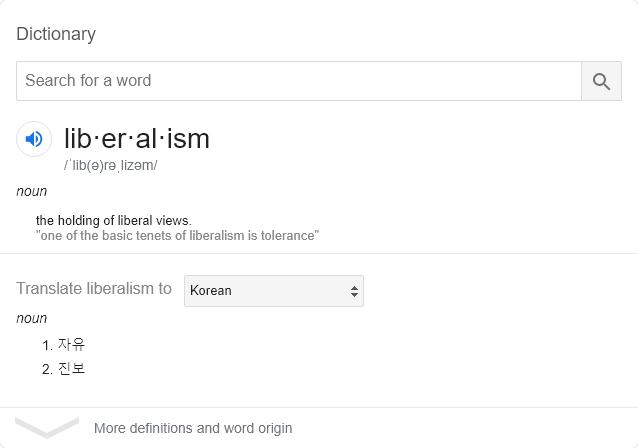 Dictionary
Search for a word
lib·er·al·ism
/ˈlib(ə)rəˌlizəm/
noun
the holding of liberal views.
"one of the basic tenets of liberalism is tolerance"
Translate liberalism to Korean
noun
1. 자유
2. 진보
More definitions and word origin